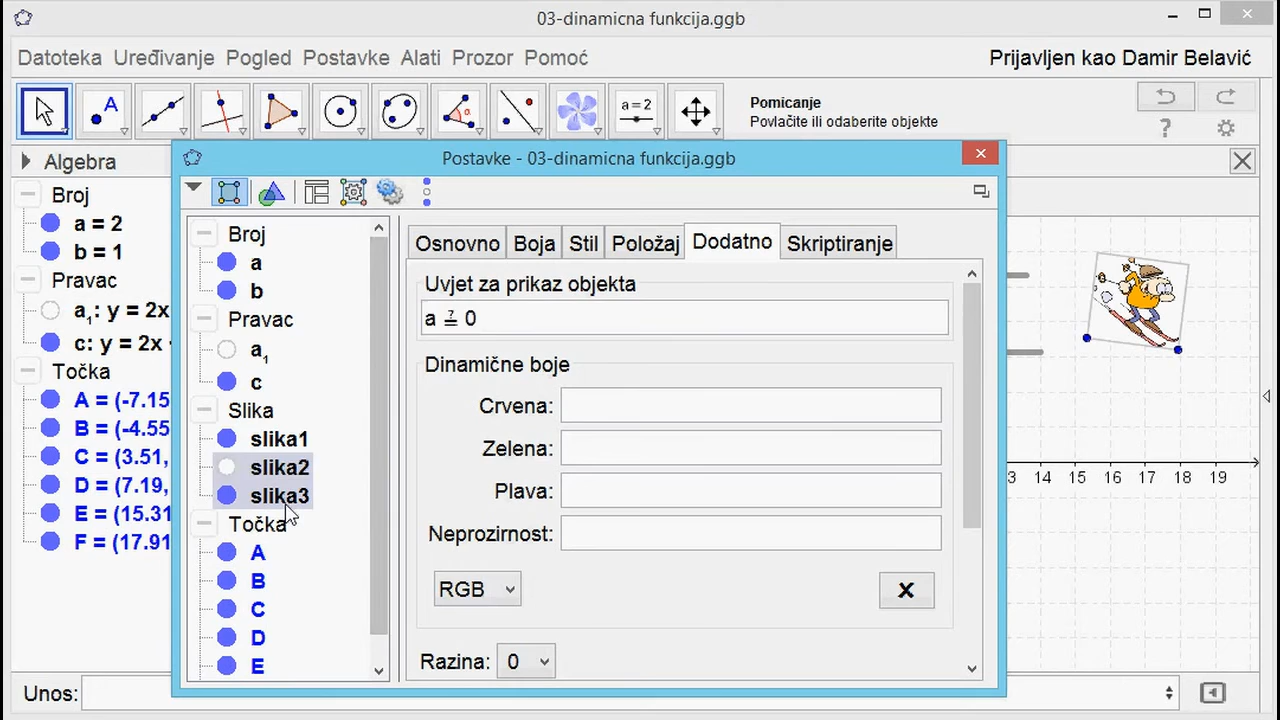 03-dinamicna funkcija.ggb
Datoteka Uređivanje Pogled Postavke Alati Prozor Pomoć
Prijavljen kao Damir Belavić
A
α
a=2
Pomicanje
Povlačite ili odaberite objekte
?
Algebra
Broj
a = 2
b = 1
Pravac
a₁: y = 2x
c: y = 2x
Točka
A = (-7.15
B = (-4.55
C = (3.51,
D = (7.19,
E = (15.31
F = (17.91
Postavke - 03-dinamicna funkcija.ggb
Broj
a
b
Pravac
a₁
c
Slika
slika1
slika2
slika3
Točka
A
B
C
D
E
Osnovno Boja Stil Položaj Dodatno Skriptiranje
Uvjet za prikaz objekta
a ≟ 0
Dinamične boje
Crvena:
Zelena:
Plava:
Neprozirnost:
RGB
x
Razina: 0
13 14 15 16 17 18 19
Unos: